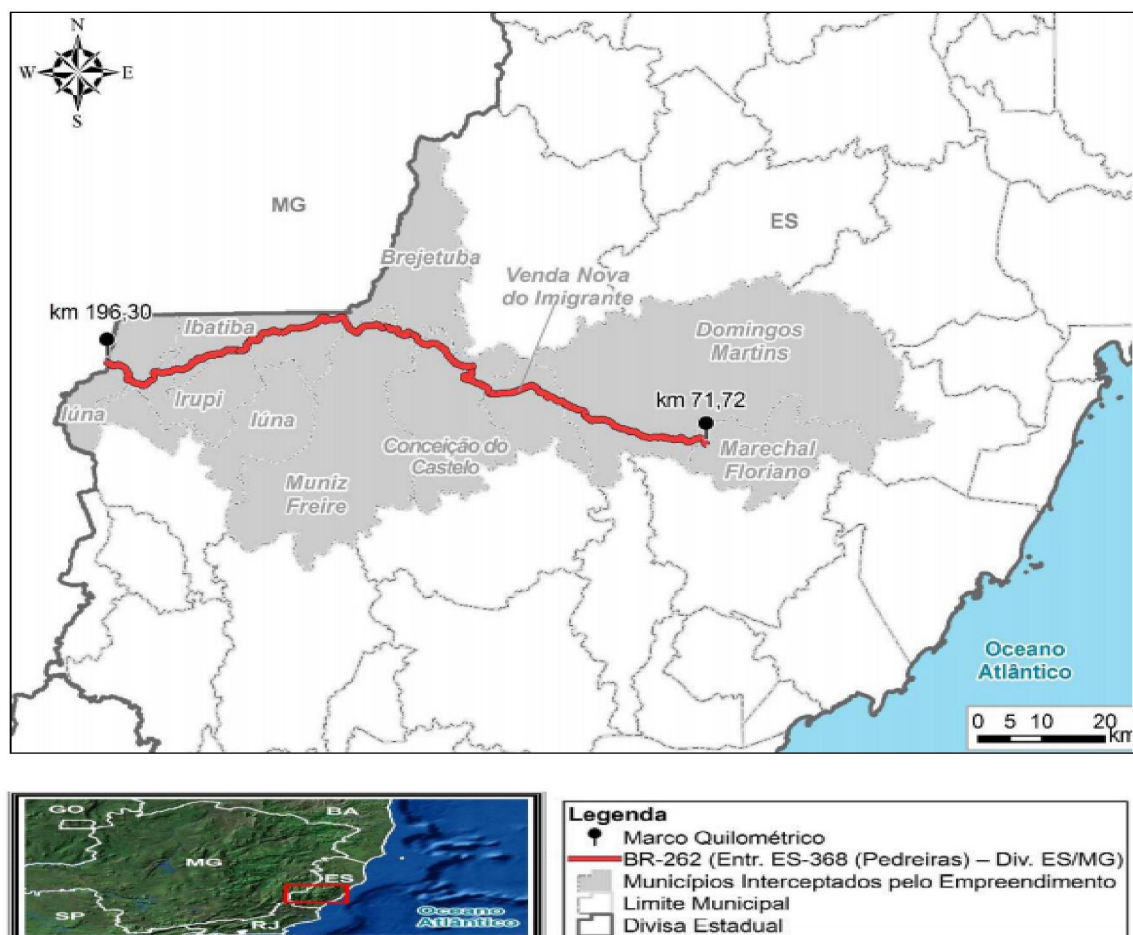 N
W E
S
MG
ES
Brejetuba
Venda Nova
do Imigrante
km 196,30
Ibatiba
Domingos
Martins
km 71,72
Iúna
Irupi
Iúna
Conceição do
Castelo
Marechal
Floriano
Muniz
Freire
Oceano
Atlântico
0 5 10 20
km
GO
BA
MG
ES
SP
RJ
Oceano
Atlântico
Legenda
Marco Quilométrico
BR-262 (Entr. ES-368 (Pedreiras) – Div. ES/MG)
Municípios Interceptados pelo Empreendimento
Limite Municipal
Divisa Estadual